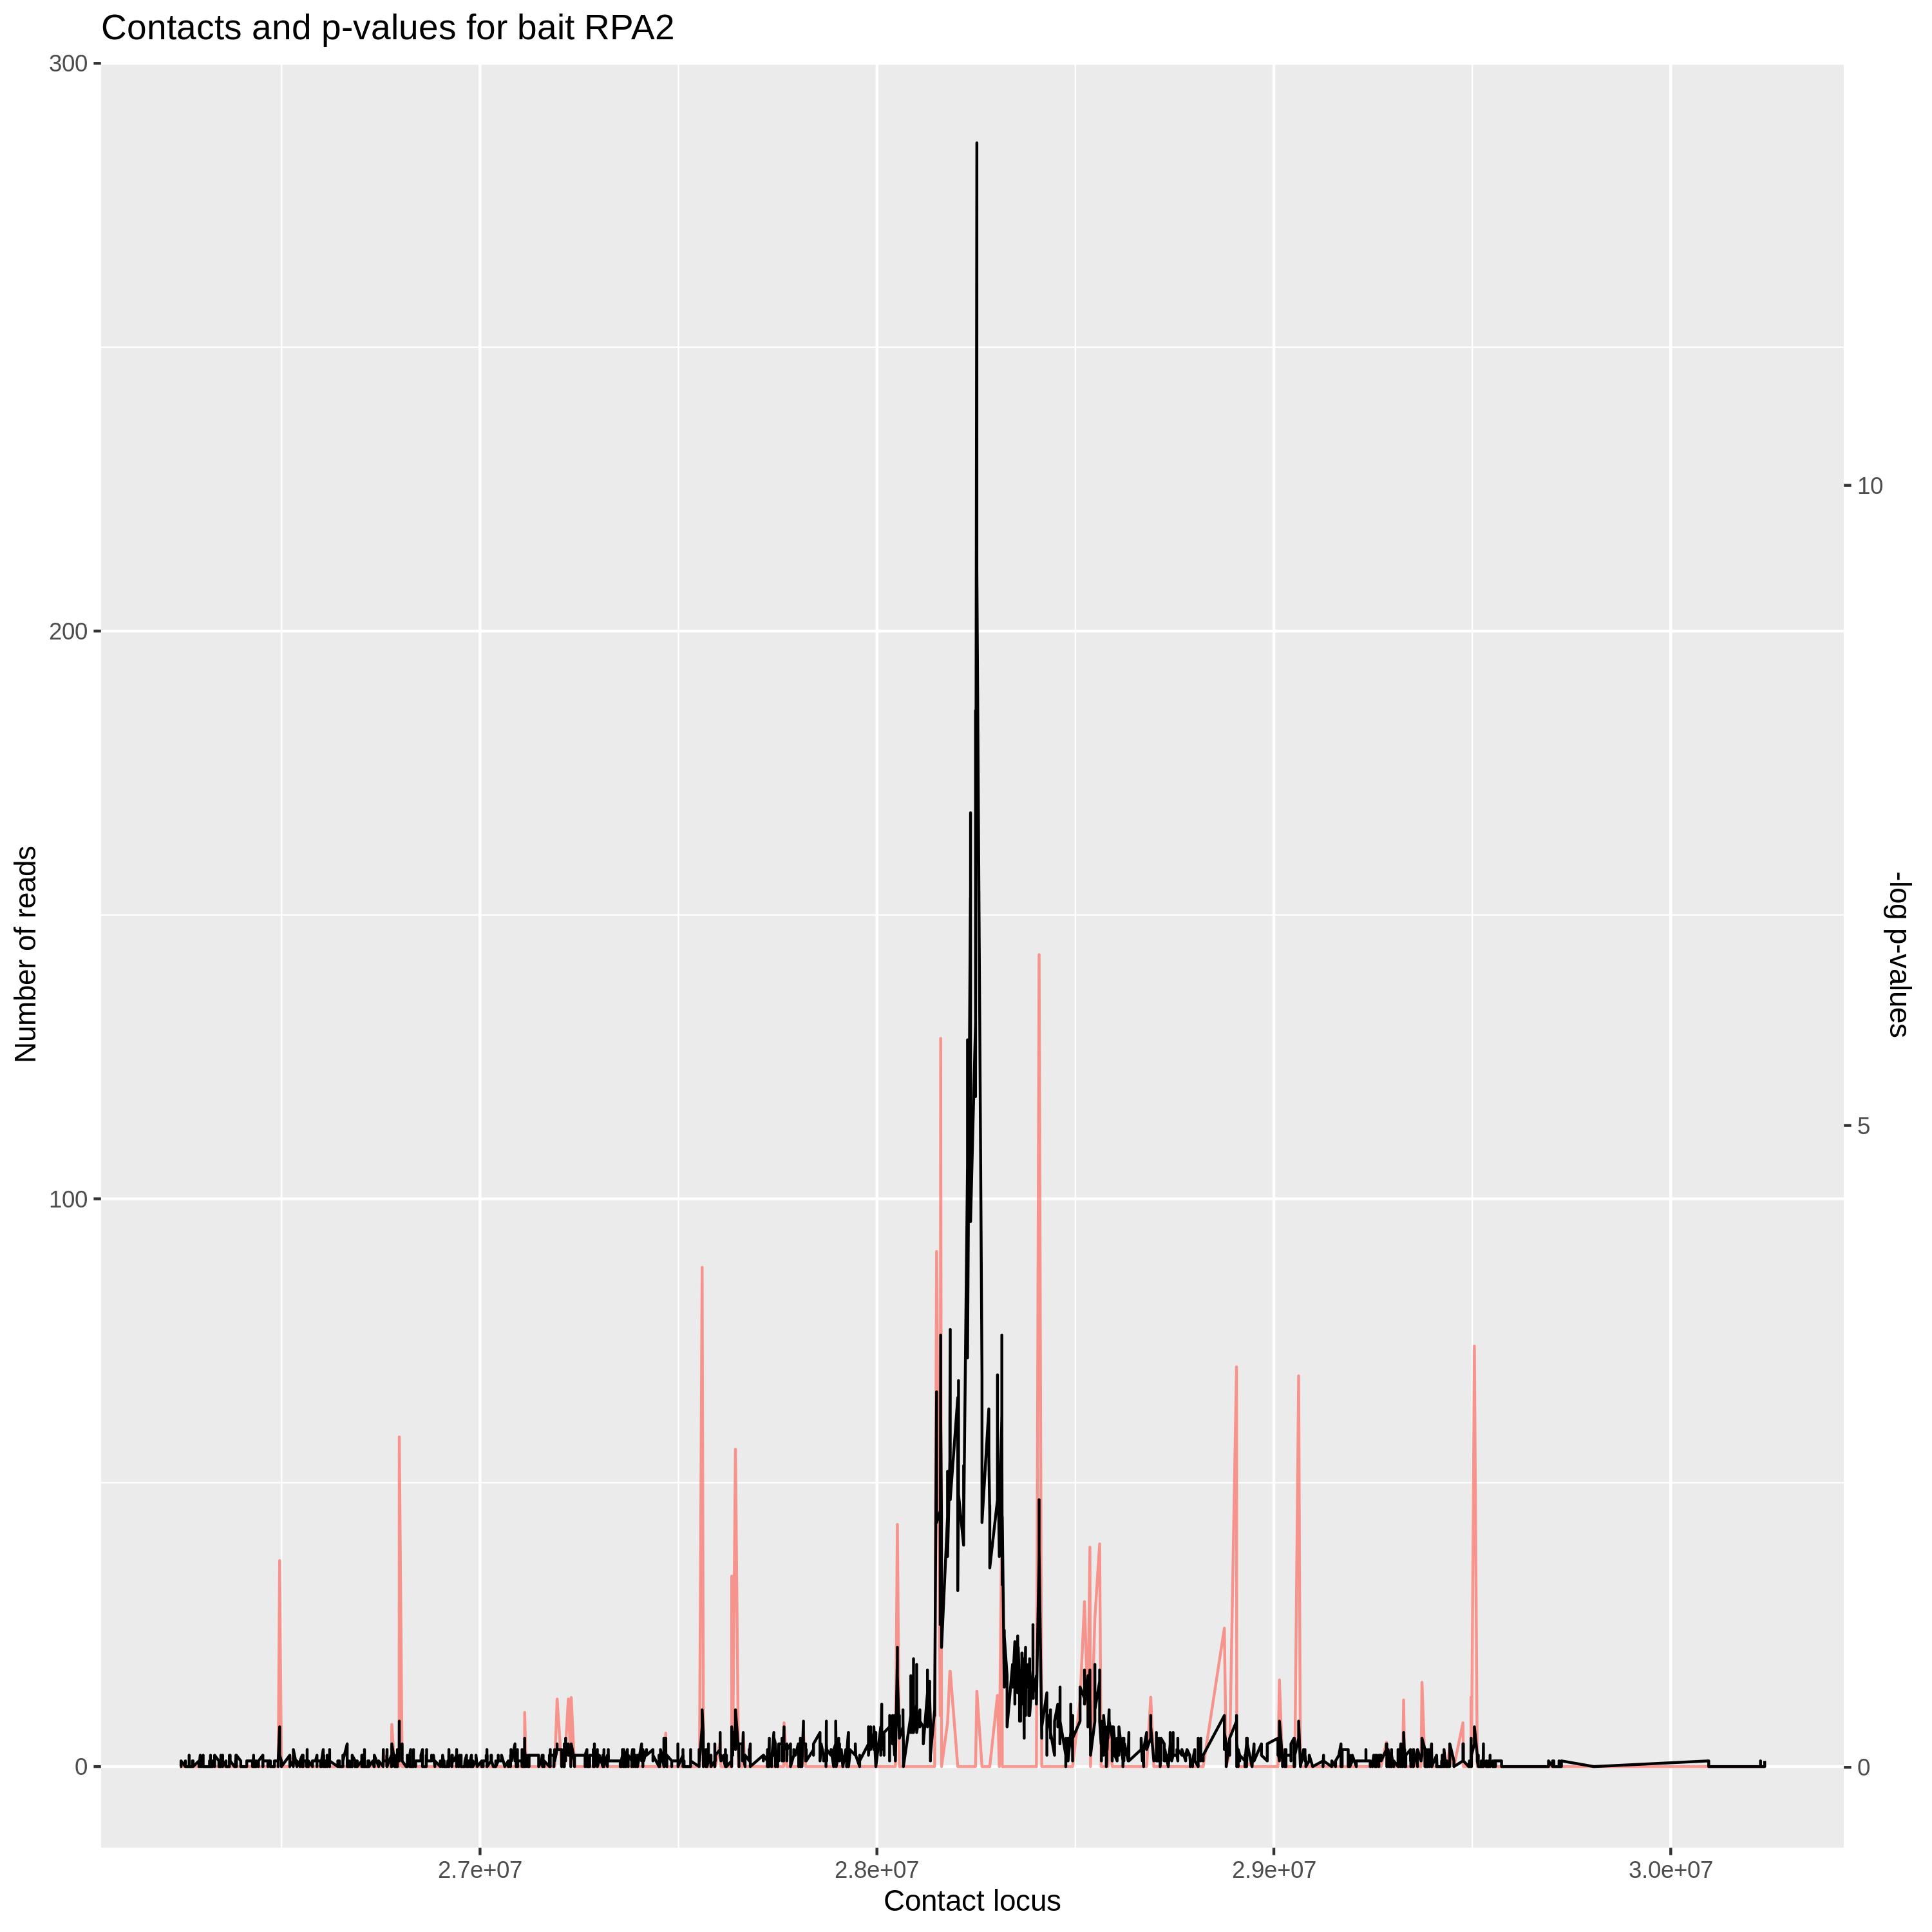 Contacts and p-values for bait RPA2
300
200
100
0
Number of reads
10
5
0
-log p-values
2.7e+07
2.8e+07
2.9e+07
3.0e+07
Contact locus